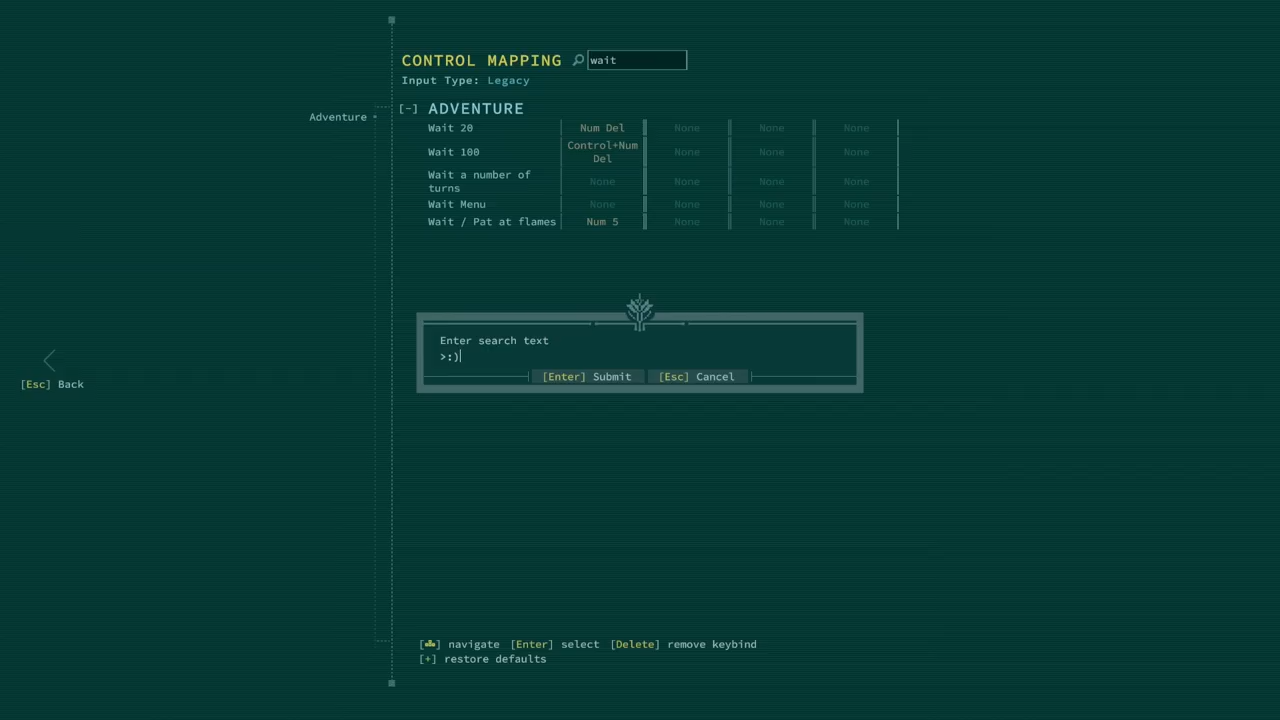 CONTROL MAPPING wait
Input Type: Legacy
Adventure
[-] ADVENTURE
Wait 20 Num Del None None None
Wait 100 Control+Num Del None None None
Wait a number of turns None None None None
Wait Menu None None None None
Wait / Pat at flames Num 5 None None None
Enter search text
>:)
[Enter] Submit [Esc] Cancel
[Esc] Back
navigate [Enter] select [Delete] remove keybind
[+] restore defaults